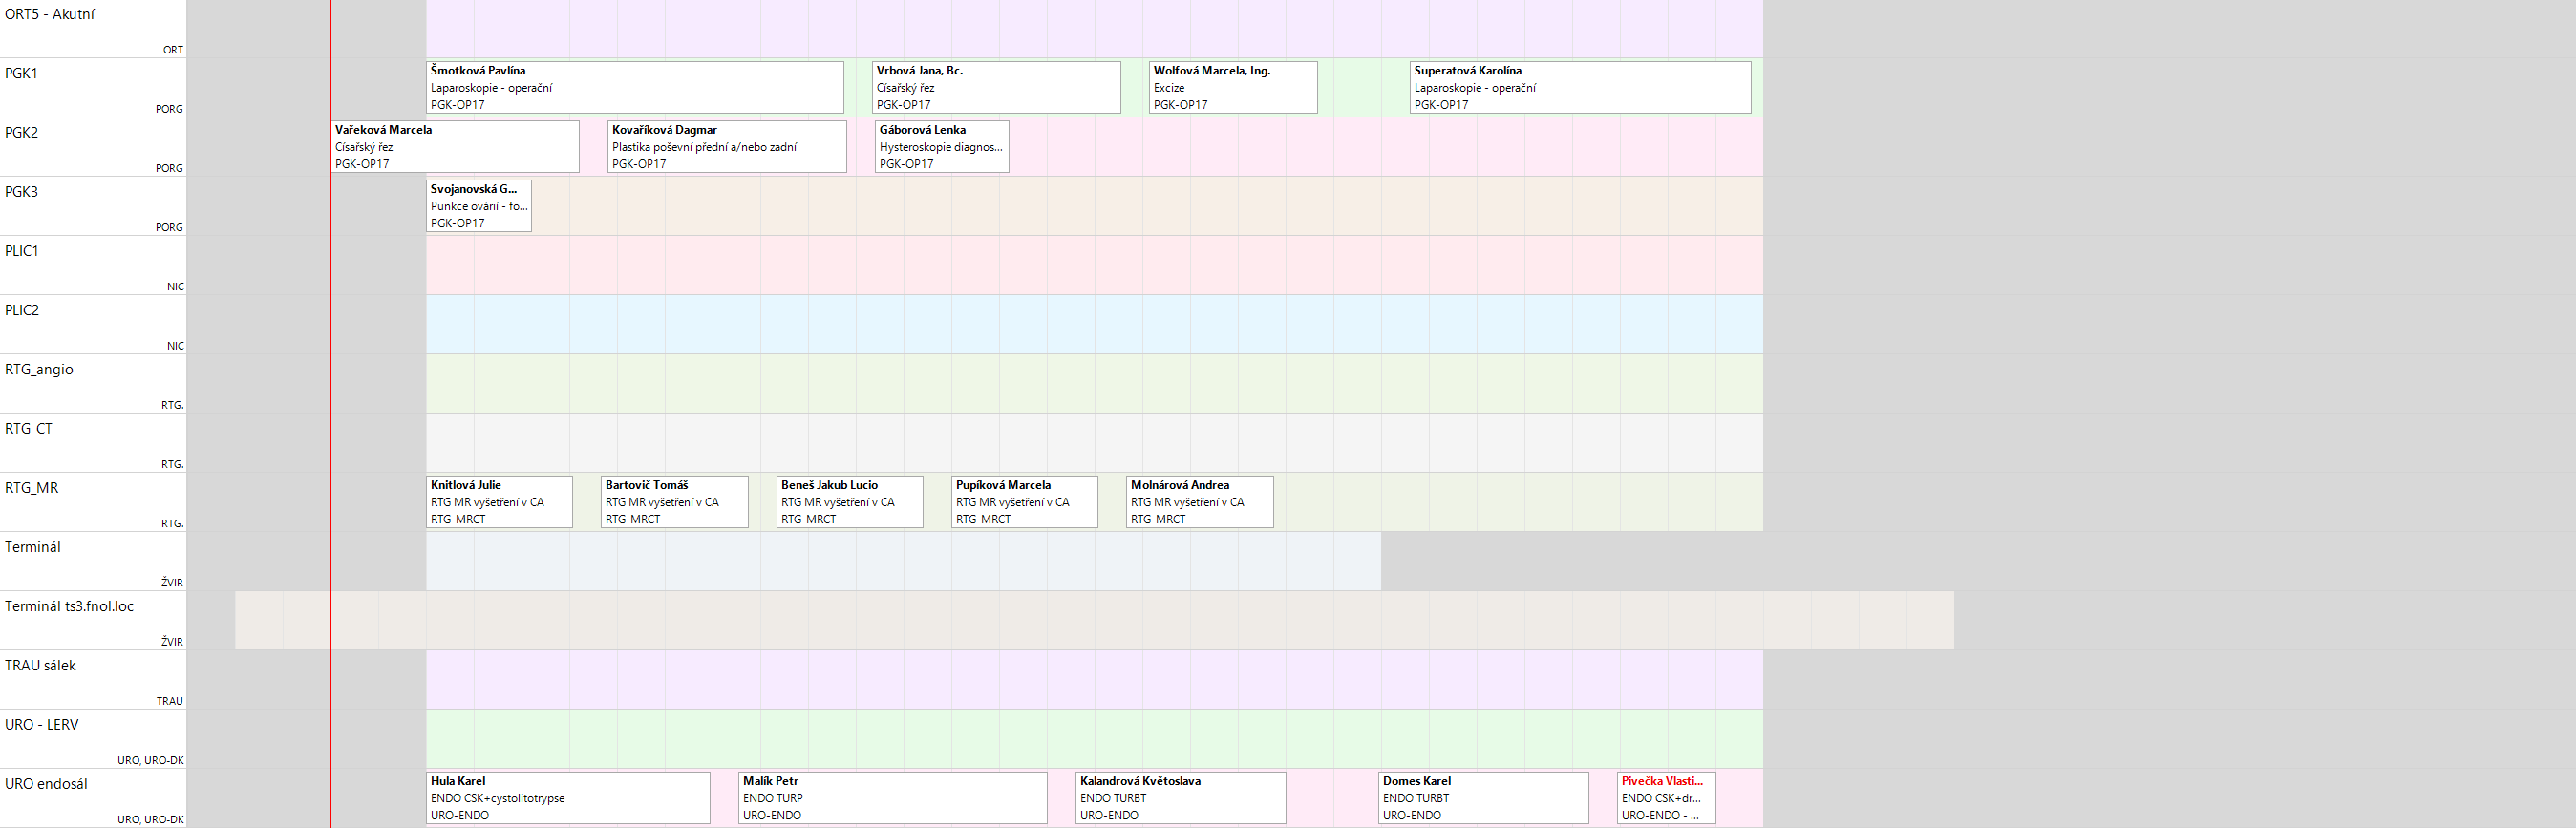 ORT5 - Akutní
ORT
PGK1
PORG
Šmotková Pavlína
Laparoskopie - operační
PGK-OP17
Vrbová Jana, Bc.
Císařský řez
PGK-OP17
Wolfová Marcela, Ing.
Excize
PGK-OP17
Superatová Karolína
Laparoskopie - operační
PGK-OP17
PGK2
PORG
Vařeková Marcela
Císařský řez
PGK-OP17
Kovaříková Dagmar
Plastika poševní přední a/nebo zadní
PGK-OP17
Gáborová Lenka
Hysteroskopie diagnos...
PGK-OP17
PGK3
PORG
Svojanovská G...
Punkce ovárií - fo...
PGK-OP17
PLIC1
NIC
PLIC2
NIC
RTG_angio
RTG.
RTG_CT
RTG.
RTG_MR
RTG.
Knitlová Julie
RTG MR vyšetření v CA
RTG-MRCT
Bartovič Tomáš
RTG MR vyšetření v CA
RTG-MRCT
Beneš Jakub Lucio
RTG MR vyšetření v CA
RTG-MRCT
Pupíková Marcela
RTG MR vyšetření v CA
RTG-MRCT
Molnárová Andrea
RTG MR vyšetření v CA
RTG-MRCT
Terminál
ŽVIR
Terminál ts3.fnol.loc
ŽVIR
TRAU sálek
TRAU
URO - LERV
URO, URO-DK
URO endosál
URO, URO-DK
Hula Karel
ENDO CSK+cystolitotrypse
URO-ENDO
Malík Petr
ENDO TURP
URO-ENDO
Kalandrová Květoslava
ENDO TURBT
URO-ENDO
Domes Karel
ENDO TURBT
URO-ENDO
Pivečka Vlasti...
ENDO CSK+dr...
URO-ENDO - ...